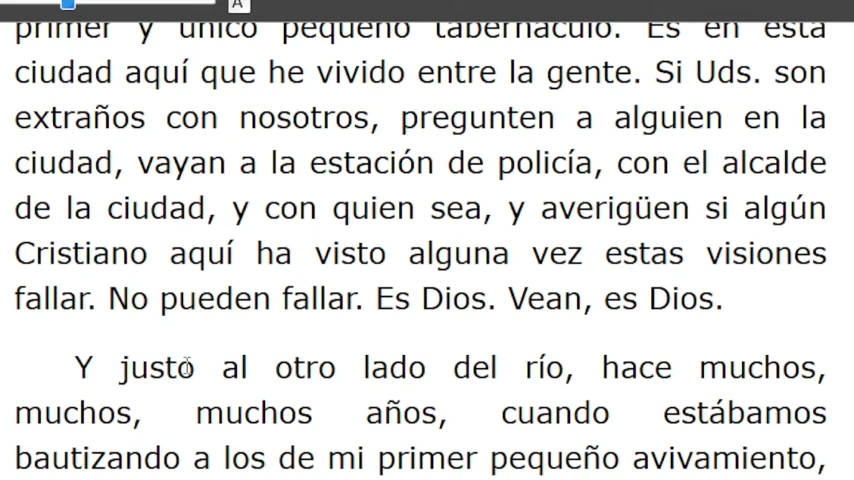 A
primer y único pequeño tabernáculo. Es en esta
ciudad aquí que he vivido entre la gente. Si Uds. son
extraños con nosotros, pregunten a alguien en la
ciudad, vayan a la estación de policía, con el alcalde
de la ciudad, y con quien sea, y averigüen si algún
Cristiano aquí ha visto alguna vez estas visiones
fallar. No pueden fallar. Es Dios. Vean, es Dios.
Y justo al otro lado del río, hace muchos,
muchos, muchos años, cuando estábamos
bautizando a los de mi primer pequeño avivamiento,